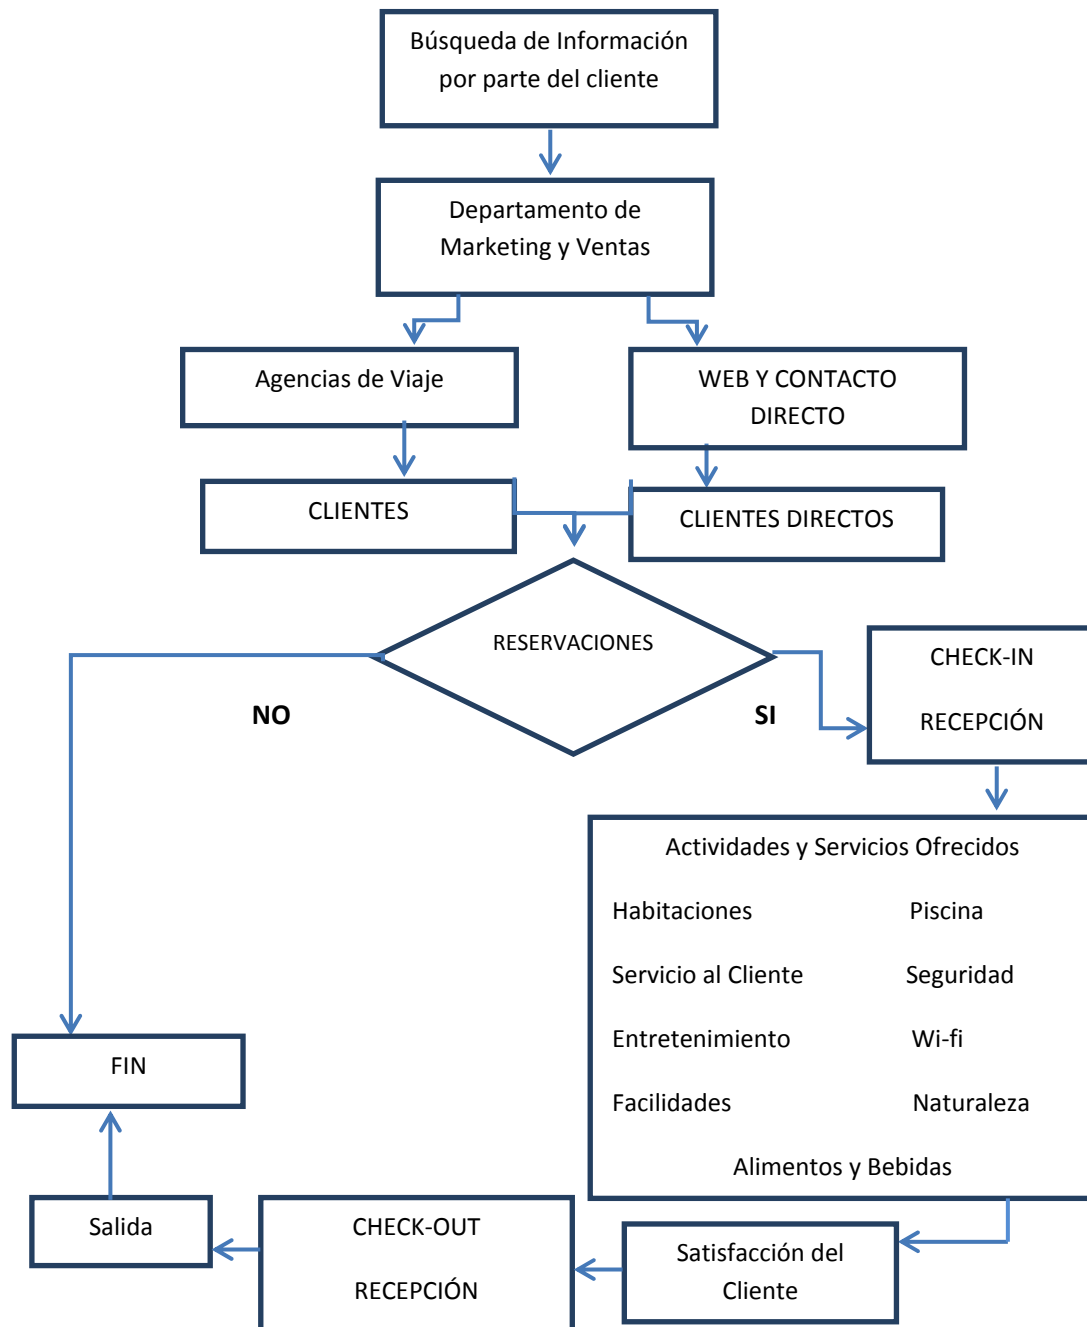 Búsqueda de Información
por parte del cliente
Departamento de
Marketing y Ventas
Agencias de Viaje
WEB Y CONTACTO
DIRECTO
CLIENTES
CLIENTES DIRECTOS
RESERVACIONES
NO
SI
CHECK-IN
RECEPCIÓN
Actividades y Servicios Ofrecidos
Habitaciones Piscina
Servicio al Cliente Seguridad
Entretenimiento Wi-fi
Facilidades Naturaleza
Alimentos y Bebidas
FIN
Salida
CHECK-OUT
RECEPCIÓN
Satisfacción del
Cliente